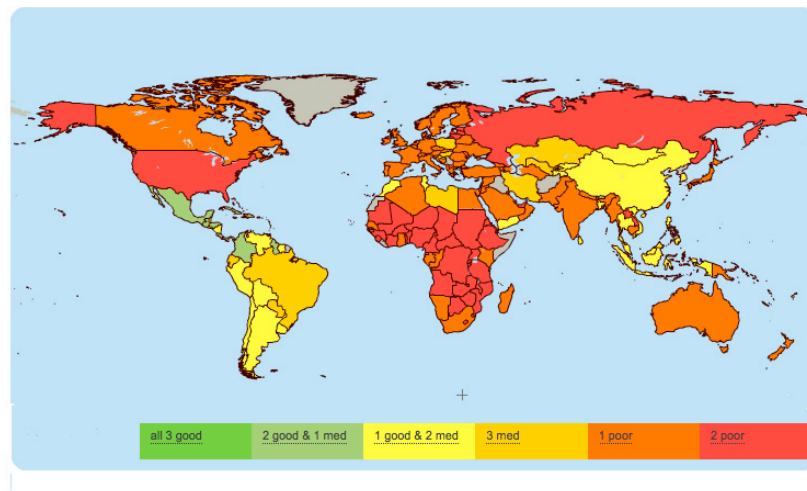 all 3 good
2 good & 1 med
1 good & 2 med
3 med
1 poor
2 poor